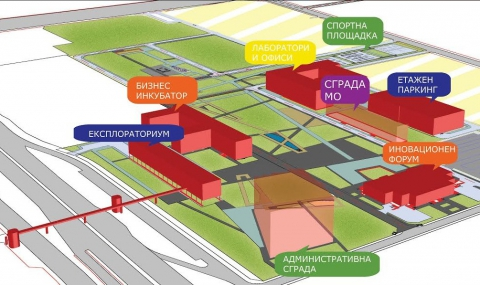 СПОРТНА
ПЛОЩАДКА
ЛАБОРАТОРИ
И ОФИСИ
СГРАДА
МО
ЕТАЖЕН
ПАРКИНГ
БИЗНЕС
ИНКУБАТОР
ЕКСПЛОРАТОРИУМ
ИНОВАЦИОНЕН
ФОРУМ
АДМИНИСТРАТИВНА
СГРАДА